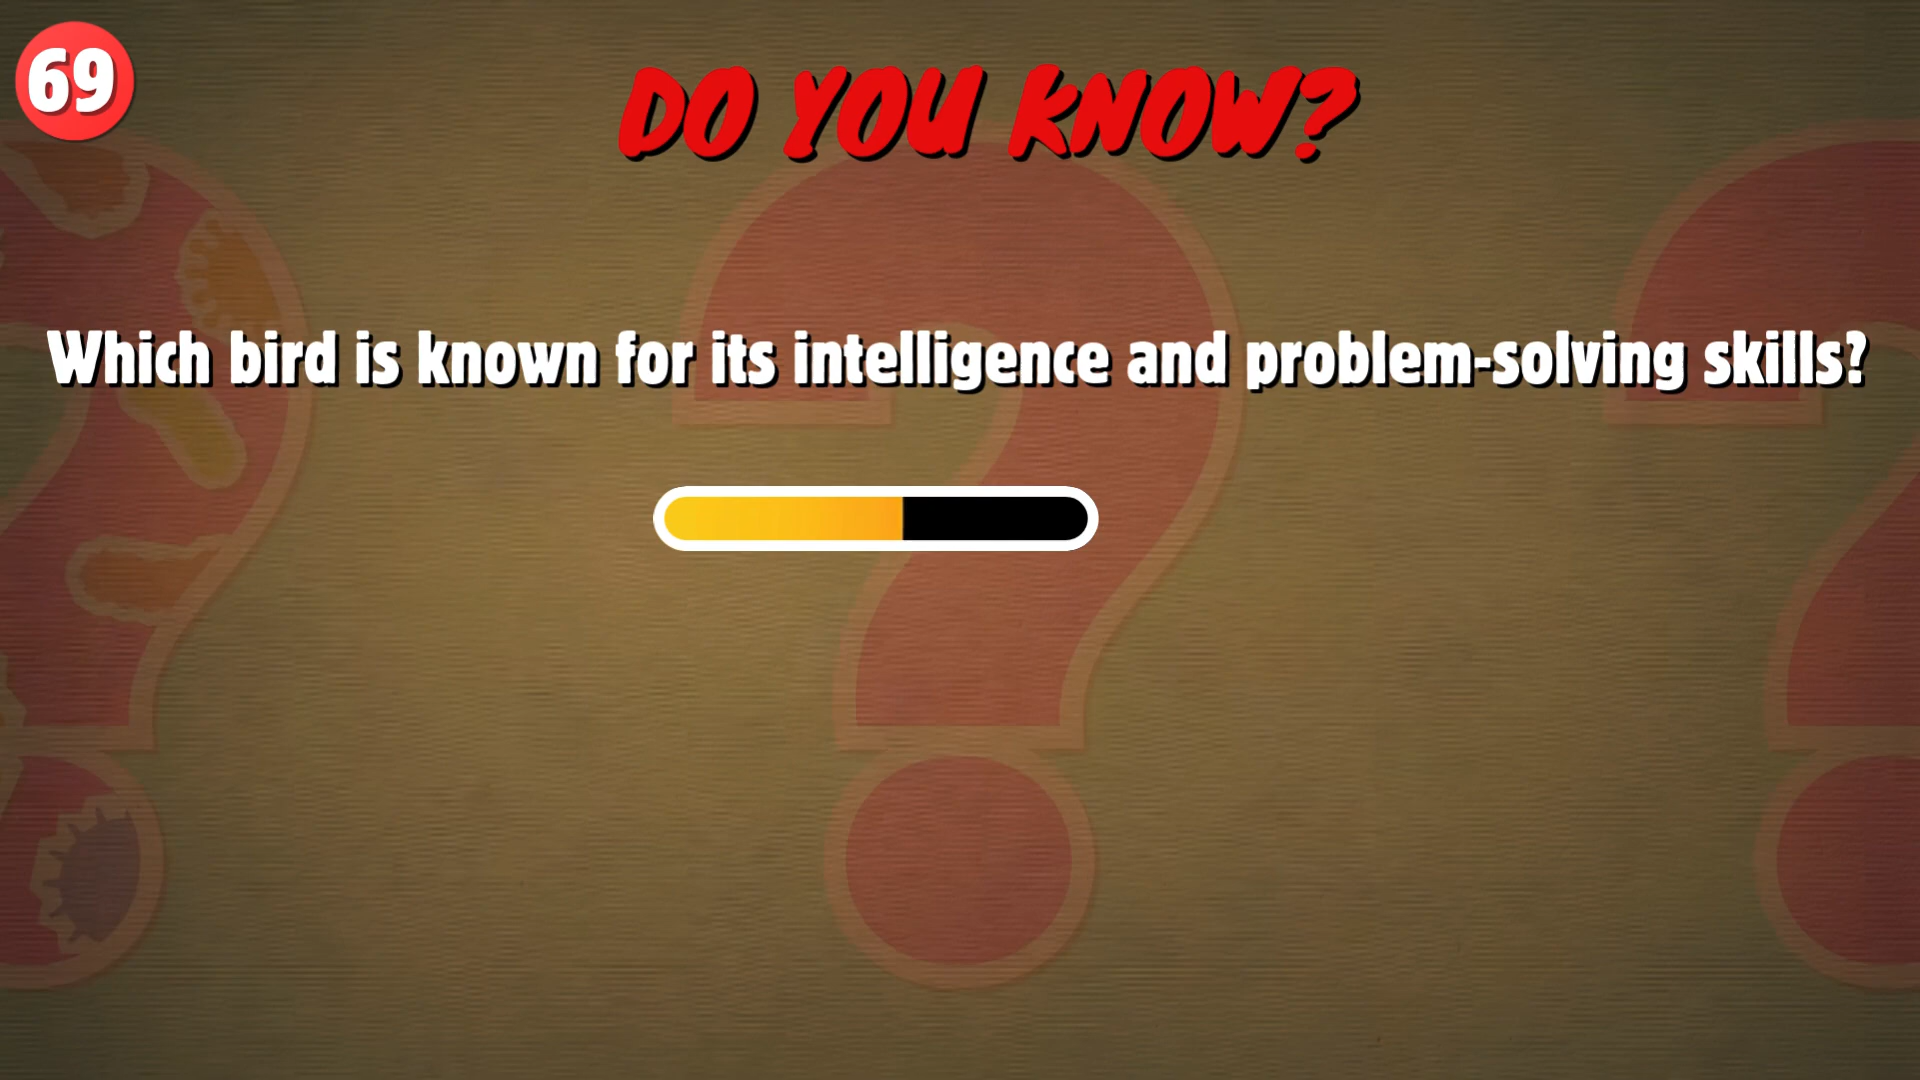 69
DO YOU KNOW?
Which bird is known for its intelligence and problem-solving skills?